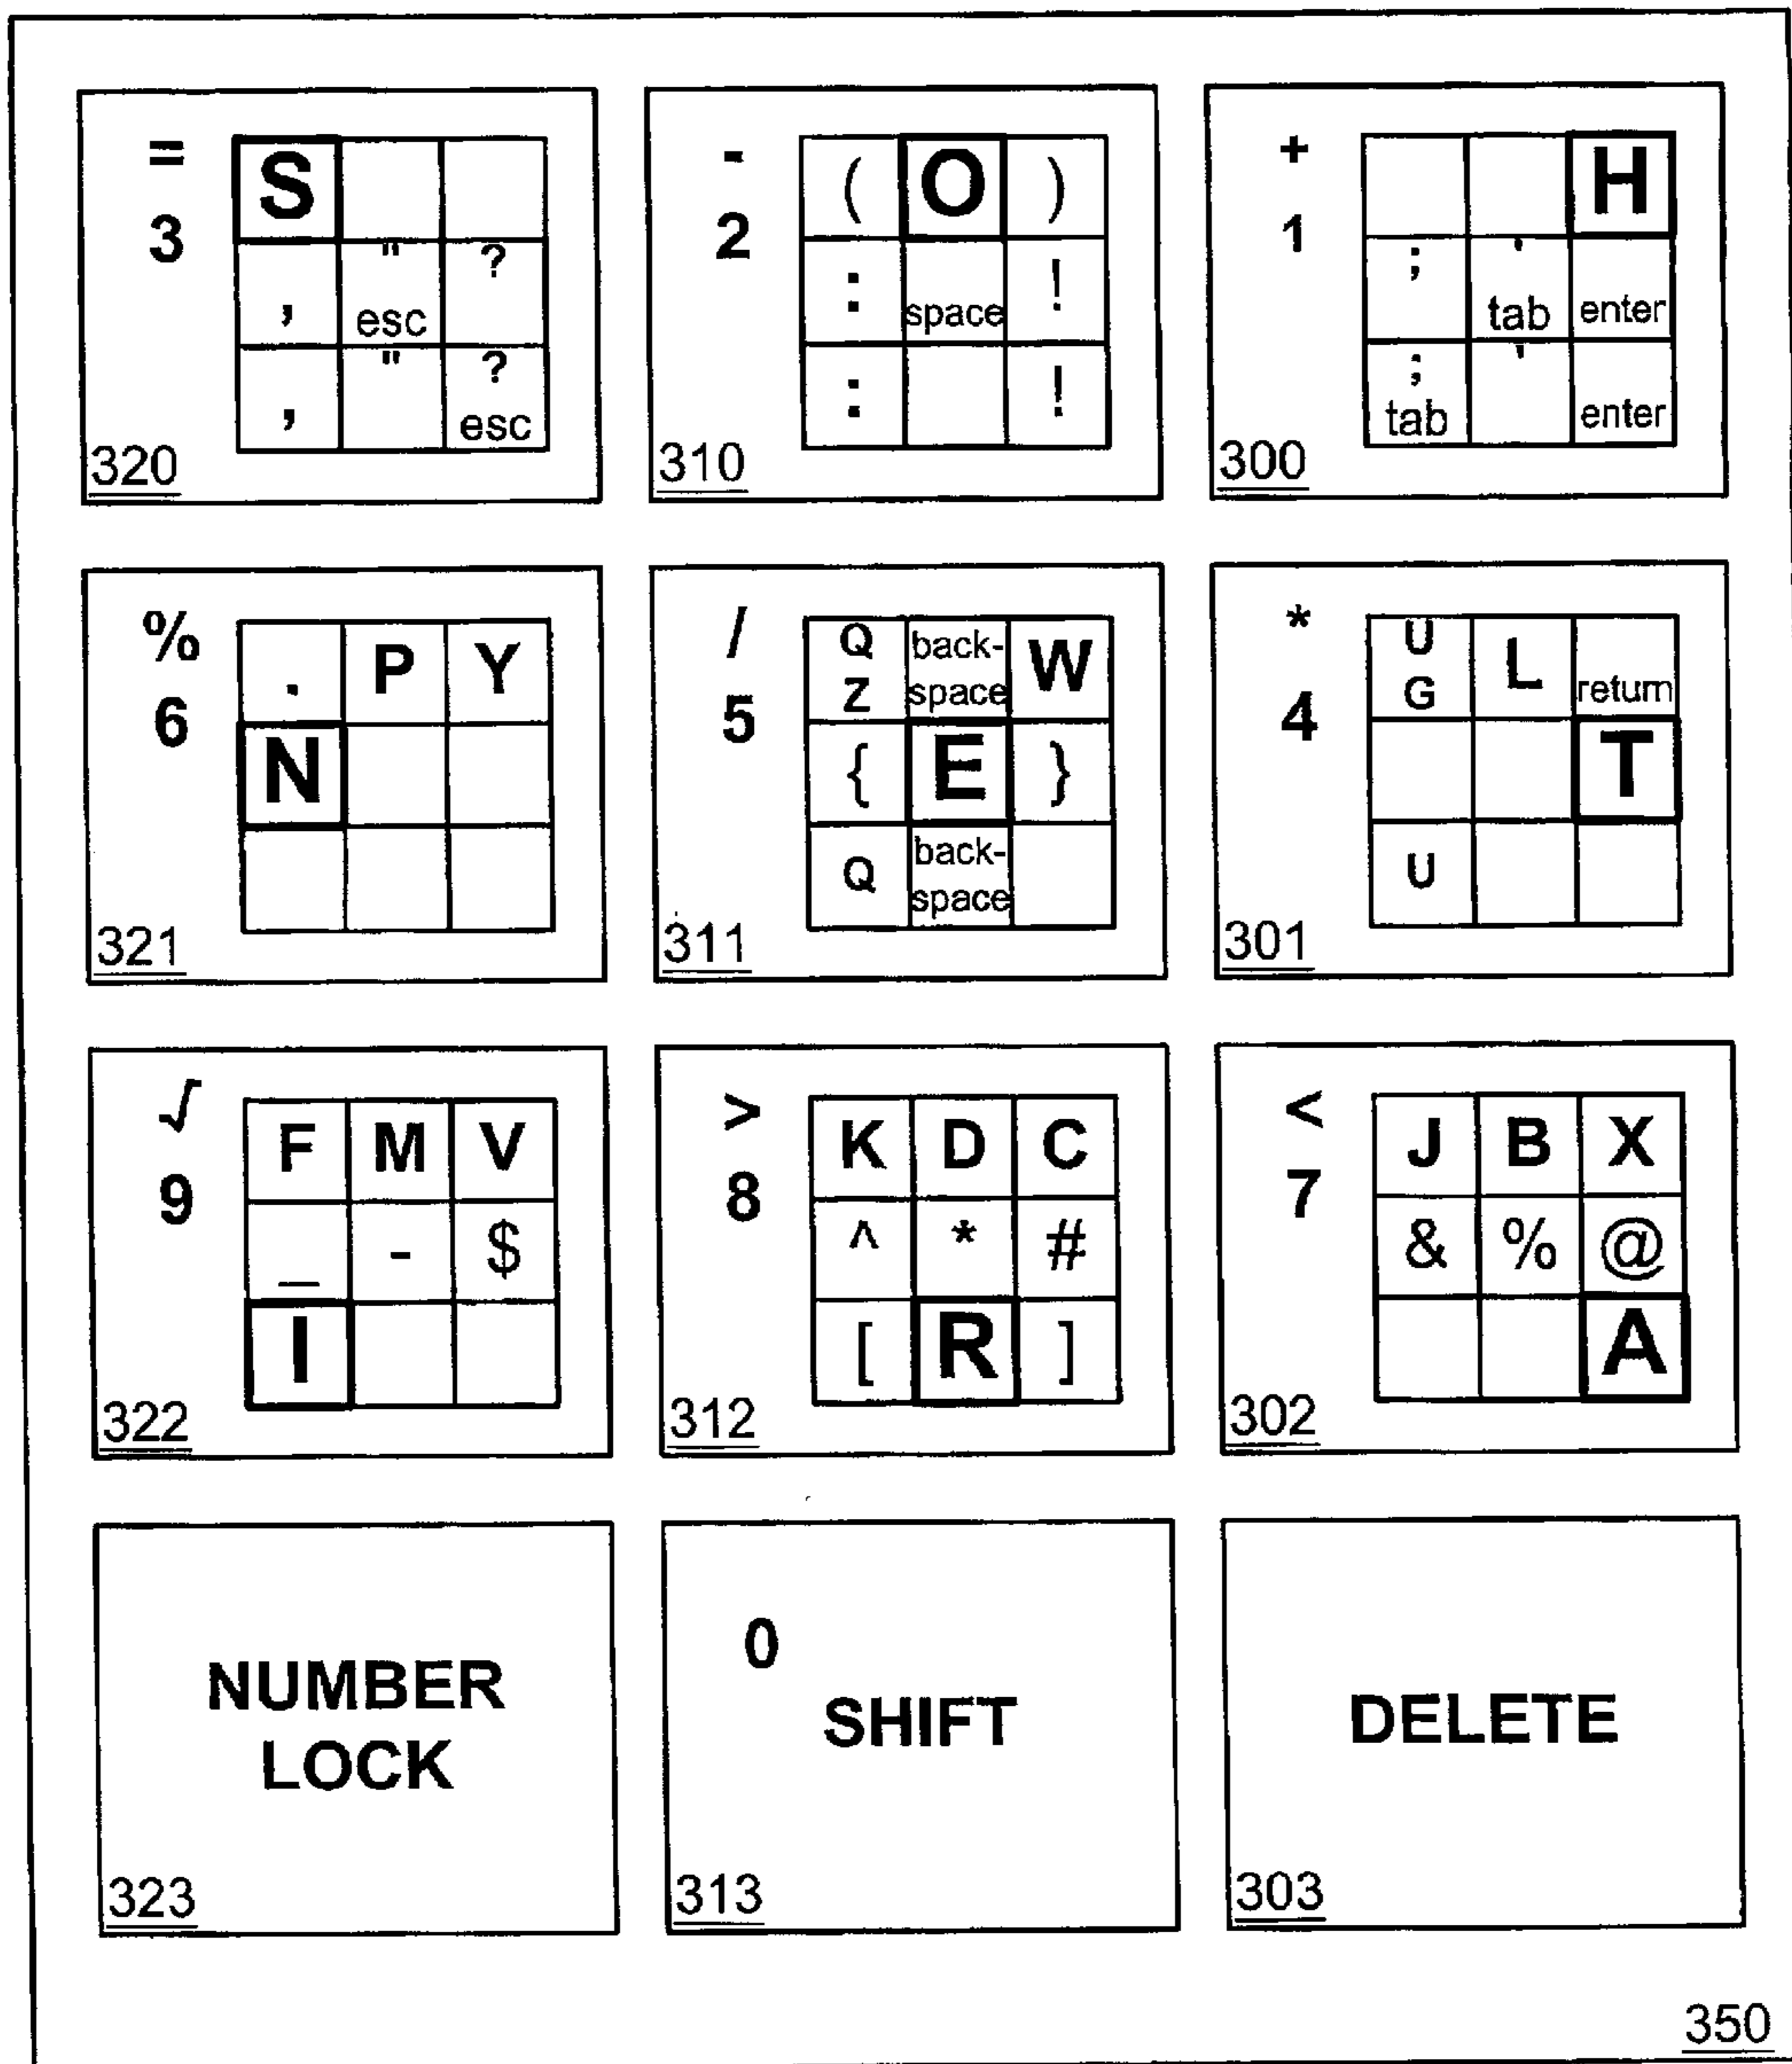 =
3
S
, " esc ?
, " ? esc
320
-
2
( O )
: space !
: !
310
+
1
H
; ' tab enter
; tab ' enter
300
%
6
. P Y
N
321
/
5
Q Z back-space W
{ E }
Q back-space
311
*
4
U G L return
T
U
301
√
9
F M V
_ - $
I
322
>
8
K D C
^ * #
[ R ]
312
<
7
J B X
& % @
A
302
NUMBER
LOCK
323
0
SHIFT
313
DELETE
303
350